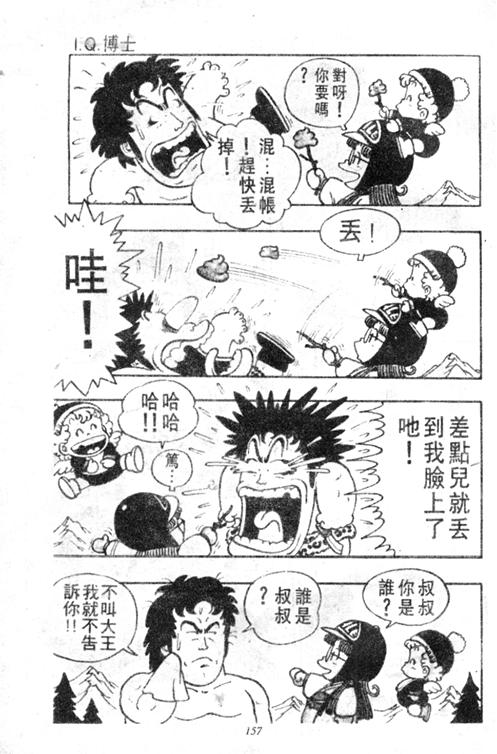 I.Q.博士
對呀！
你要嗎
？
混…混帳
！趕快丟
掉！
丟！
哇！
差點兒就丟
到我臉上了
吔！
篤…
哈哈
哈!!
叔叔
你是
誰？
誰是
叔叔
？
不叫大王
我就不告
訴你!!
157